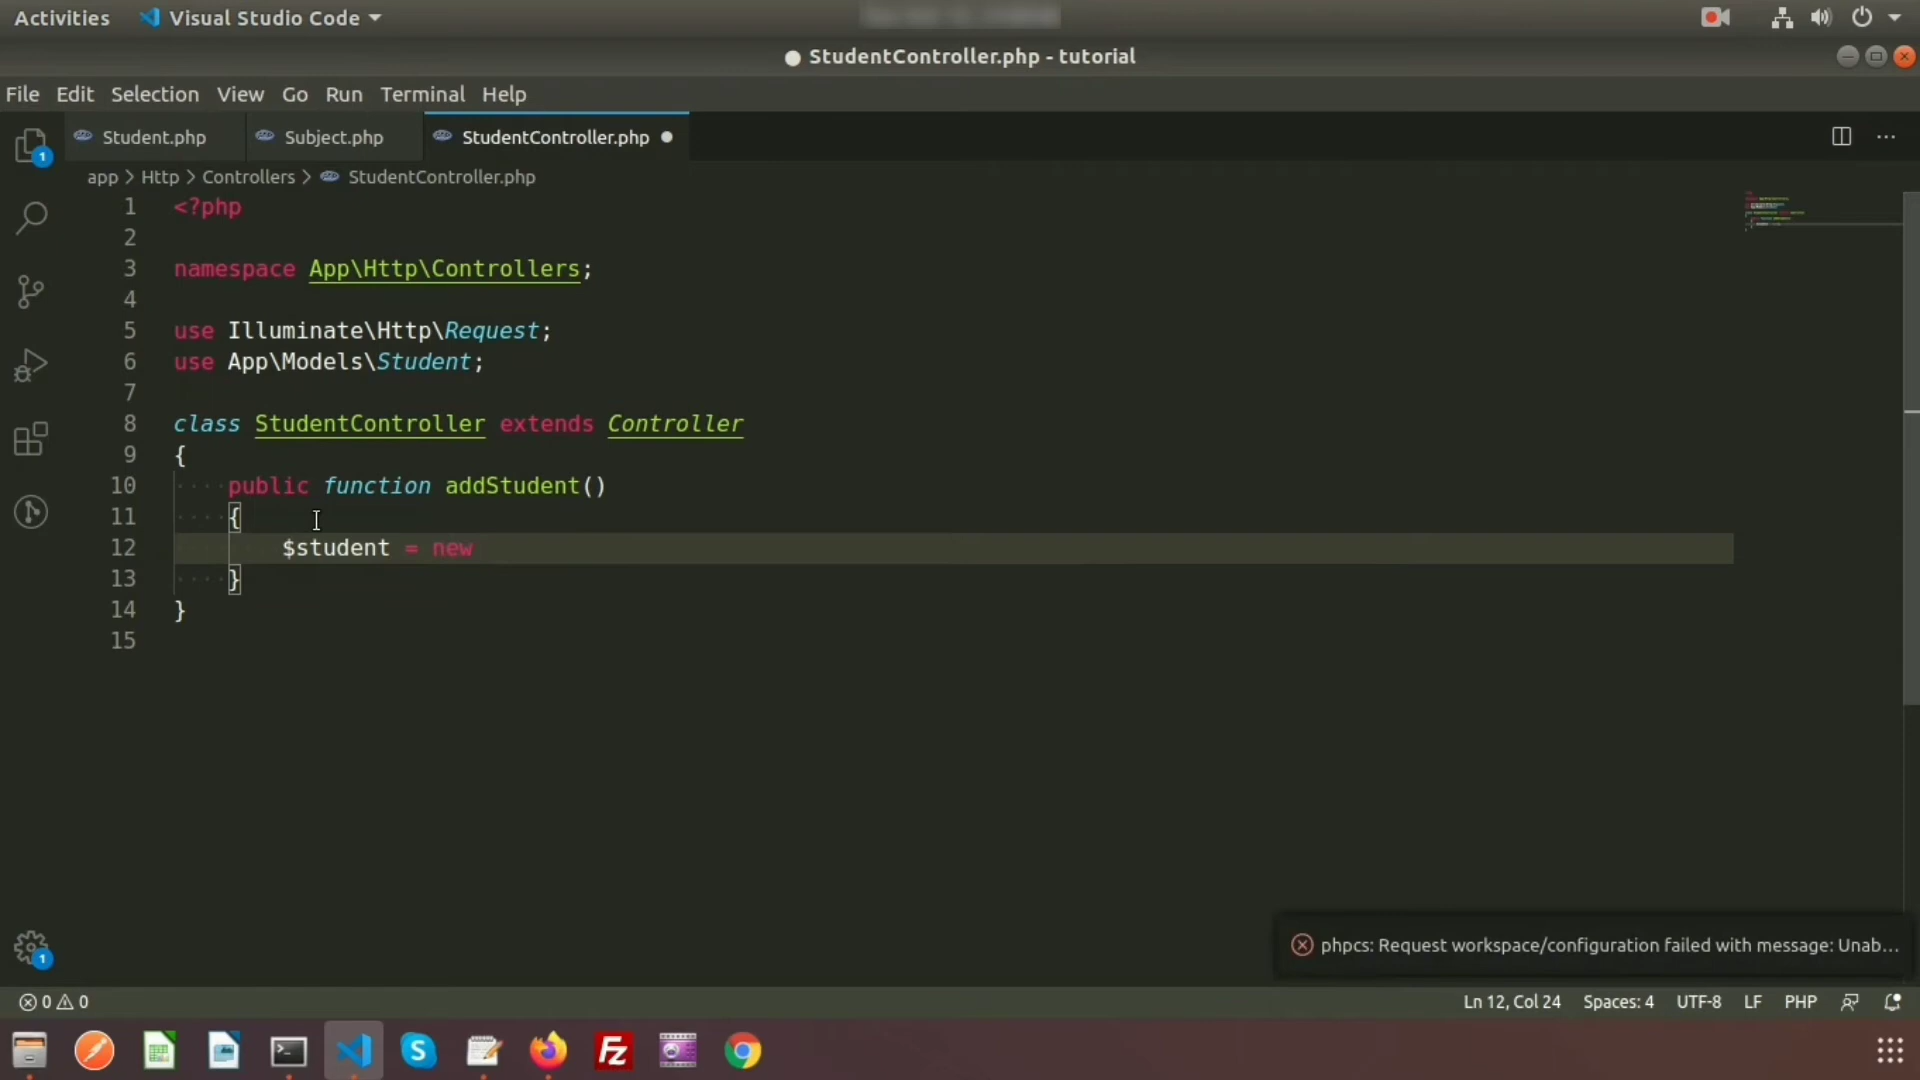 Activities Visual Studio Code
StudentController.php - tutorial
File Edit Selection View Go Run Terminal Help
Student.php Subject.php StudentController.php
app > Http > Controllers > StudentController.php
1 <?php
2
3 namespace App\Http\Controllers;
4
5 use Illuminate\Http\Request;
6 use App\Models\Student;
7
8 class StudentController extends Controller
9 {
10 public function addStudent()
11 {
12 $student = new
13 }
14 }
15
phpcs: Request workspace/configuration failed with message: Unab...
0 0 Ln 12, Col 24 Spaces: 4 UTF-8 LF PHP